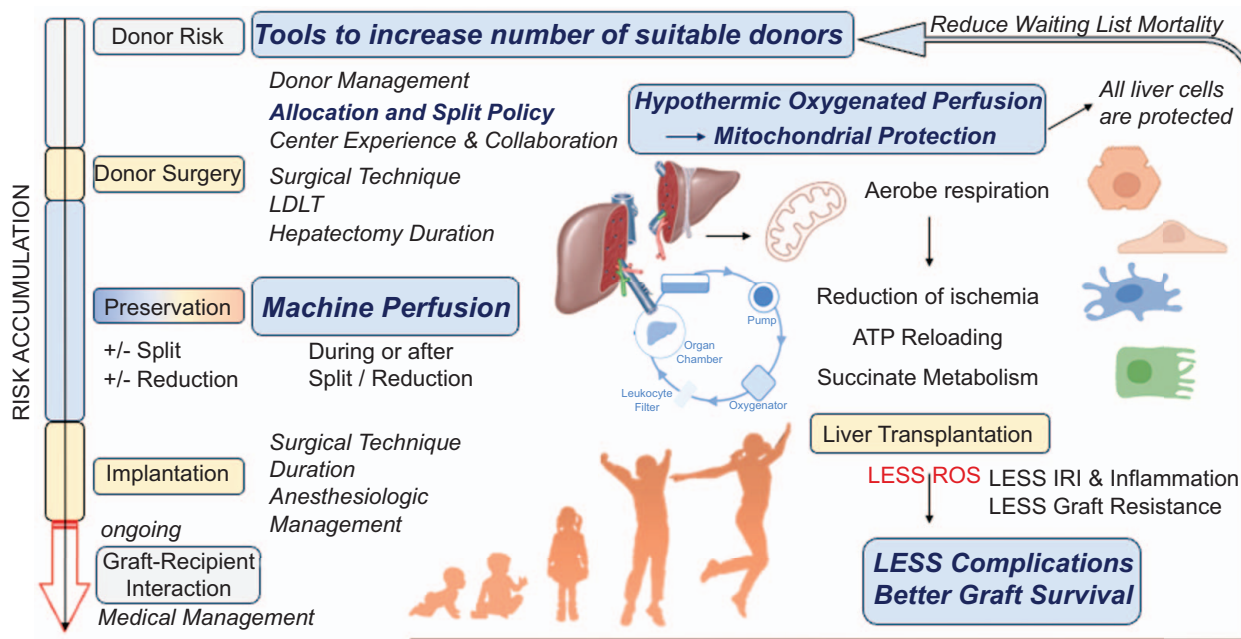 RISK ACCUMULATION
Donor Risk
Tools to increase number of suitable donors
Reduce Waiting List Mortality
Donor Management
Allocation and Split Policy
Center Experience & Collaboration
Hypothermic Oxygenated Perfusion
Mitochondrial Protection
All liver cells
are protected
Donor Surgery
Surgical Technique
LDLT
Hepatectomy Duration
Aerobe respiration
Reduction of ischemia
ATP Reloading
Succinate Metabolism
Preservation
+/- Split
+/- Reduction
Machine Perfusion
During or after
Split / Reduction
Pump
Organ
Chamber
Leukocyte
Filter
Oxygenator
Implantation
Surgical Technique
Duration
Anesthesiologic
Management
Liver Transplantation
LESS ROS
LESS IRI & Inflammation
LESS Graft Resistance
ongoing
Graft-Recipient
Interaction
Medical Management
LESS Complications
Better Graft Survival